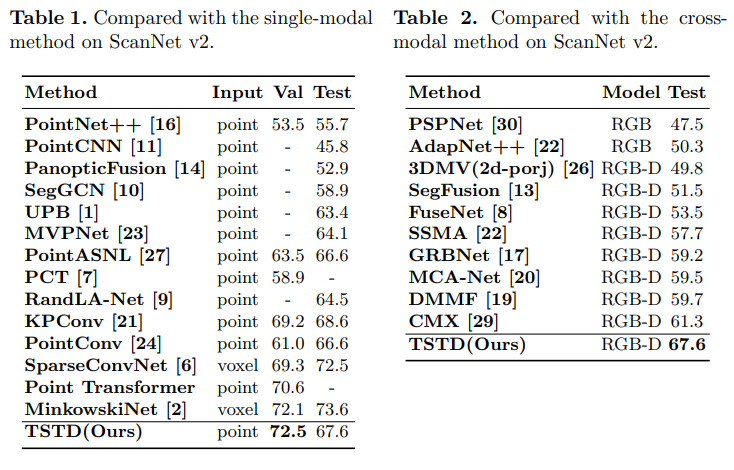 Table 1. Compared with the single-modal
method on ScanNet v2.
Method Input Val Test
PointNet++ [16] point 53.5 55.7
PointCNN [11] point - 45.8
PanopticFusion [14] point - 52.9
SegGCN [10] point - 58.9
UPB [1] point - 63.4
MVPNet [23] point - 64.1
PointASNL [27] point 63.5 66.6
PCT [7] point 58.9 -
RandLA-Net [9] point - 64.5
KPConv [21] point 69.2 68.6
PointConv [24] point 61.0 66.6
SparseConvNet [6] voxel 69.3 72.5
Point Transformer point 70.6 -
MinkowskiNet [2] voxel 72.1 73.6
TSTD(Ours) point 72.5 67.6
Table 2. Compared with the cross-
modal method on ScanNet v2.
Method Model Test
PSPNet [30] RGB 47.5
AdapNet++ [22] RGB 50.3
3DMV(2d-porj) [26] RGB-D 49.8
SegFusion [13] RGB-D 51.5
FuseNet [8] RGB-D 53.5
SSMA [22] RGB-D 57.7
GRBNet [17] RGB-D 59.2
MCA-Net [20] RGB-D 59.5
DMMF [19] RGB-D 59.7
CMX [29] RGB-D 61.3
TSTD(Ours) RGB-D 67.6